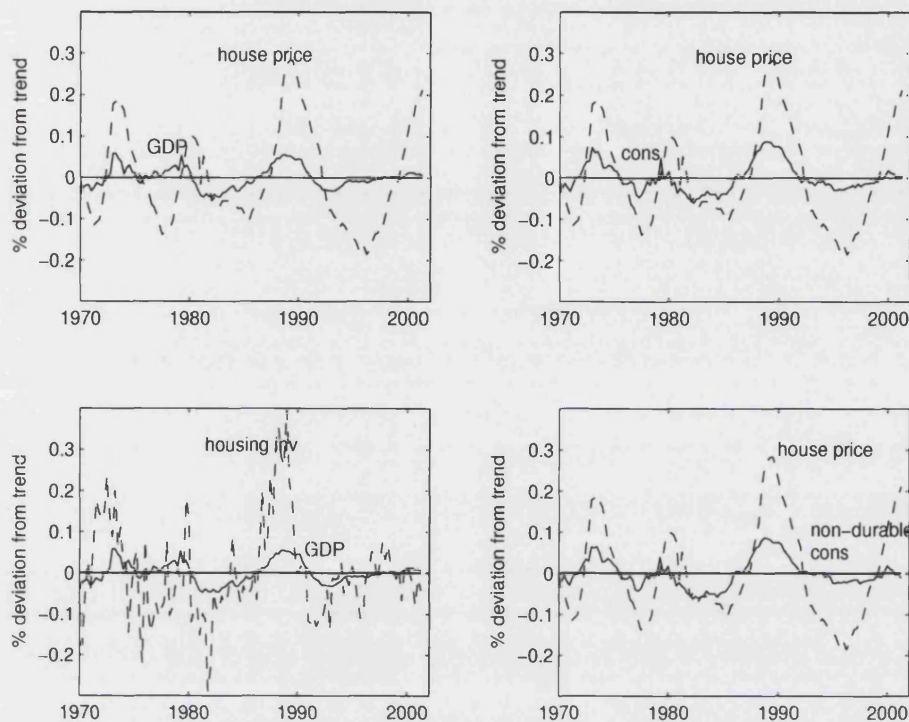 % deviation from trend
0.3
0.2
0.1
0
−0.1
−0.2
house price
GDP
1970 1980 1990 2000
% deviation from trend
0.3
0.2
0.1
0
−0.1
−0.2
house price
cons
1970 1980 1990 2000
% deviation from trend
0.3
0.2
0.1
0
−0.1
−0.2
housing inv
GDP
1970 1980 1990 2000
% deviation from trend
0.3
0.2
0.1
0
−0.1
−0.2
house price
non-durable
cons
1970 1980 1990 2000